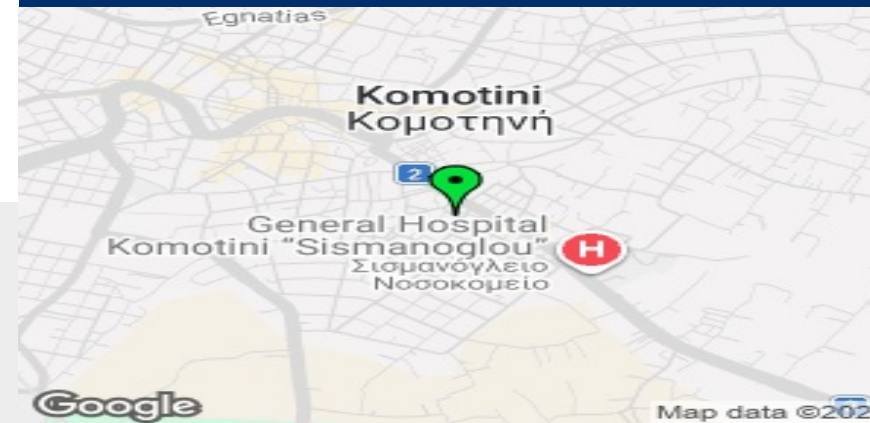 Egnatias
Komotini
Κομοτηνή
2
General Hospital
Komotini "Sismanoglou"
H
Σισμανόγλειο
Νοσοκομείο
Google
Map data ©202